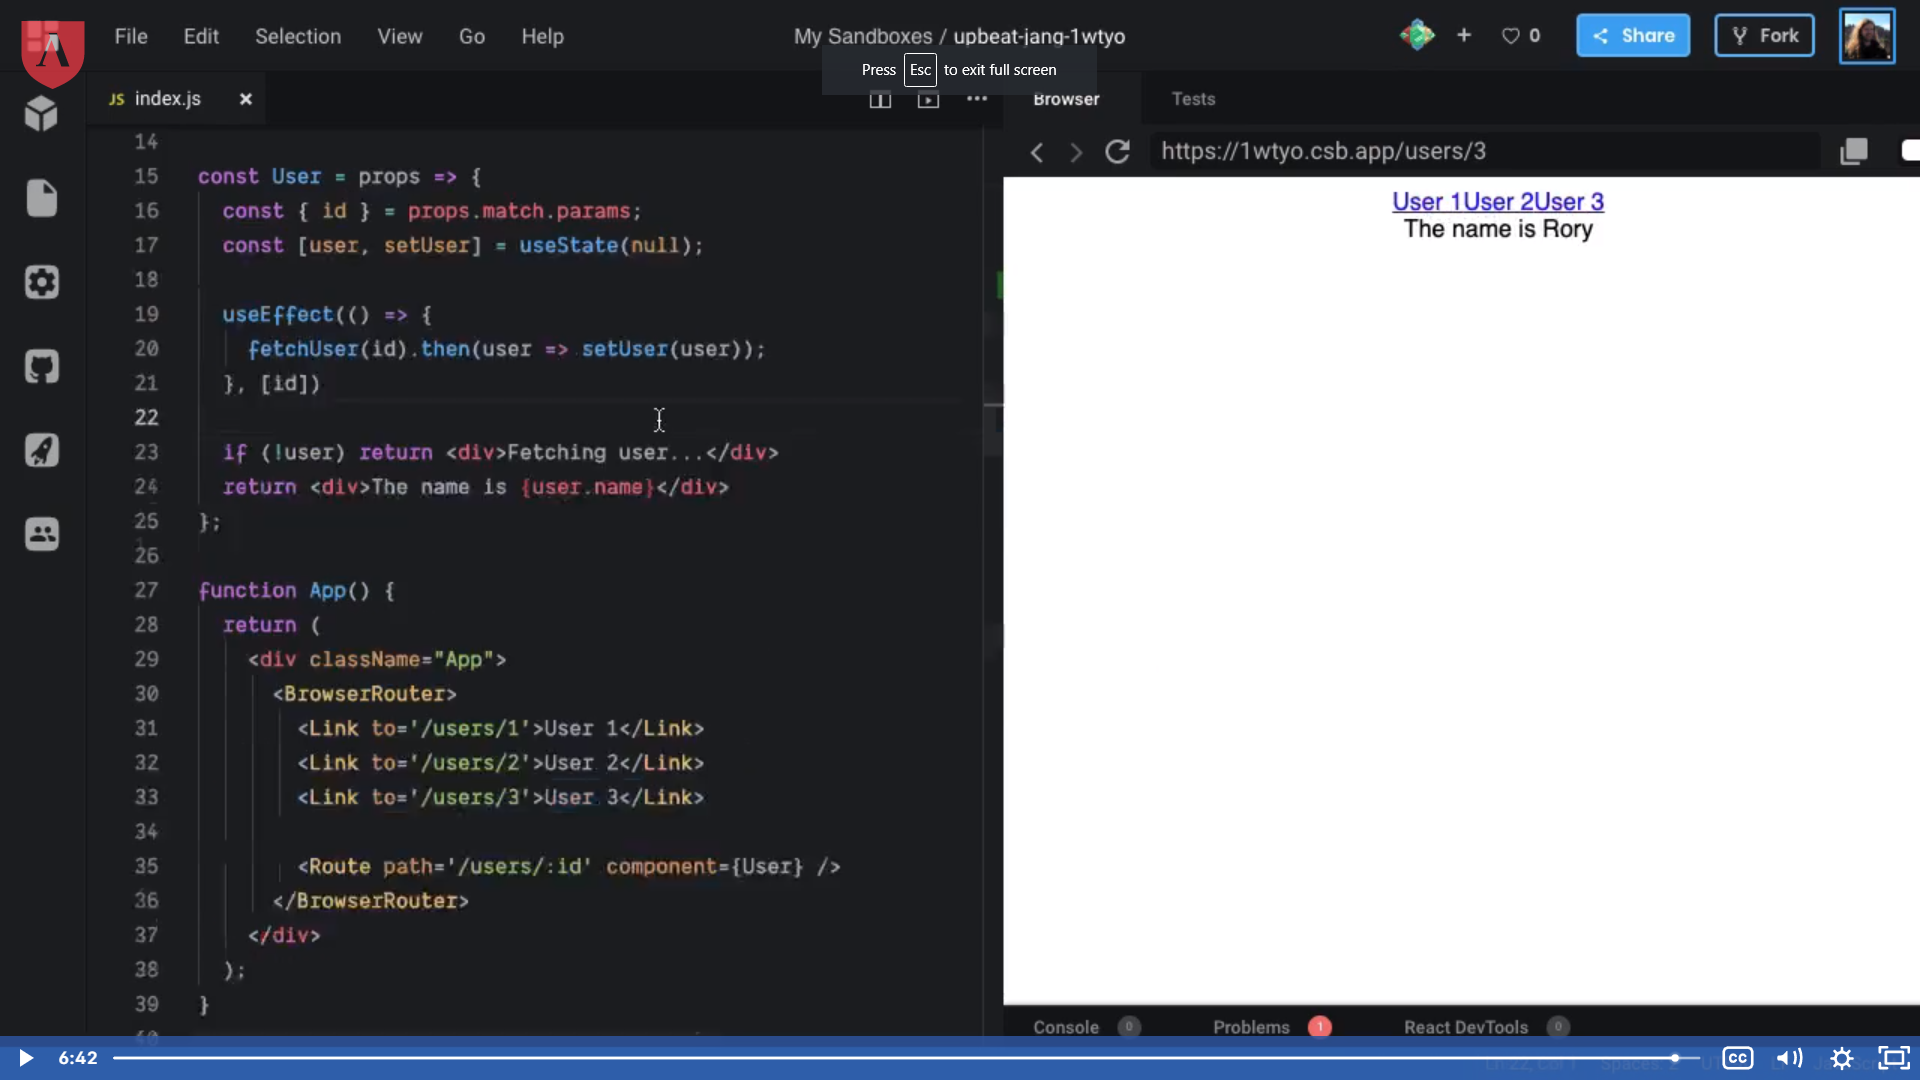 File Edit Selection View Go Help
My Sandboxes / upbeat-jang-1wtyo
+ 0 Share Fork
Press Esc to exit full screen
JS index.js ×
Browser Tests
https://1wtyo.csb.app/users/3
User 1User 2User 3
The name is Rory
14
15 const User = props => {
16 const { id } = props.match.params;
17 const [user, setUser] = useState(null);
18
19 useEffect(() => {
20 fetchUser(id).then(user => setUser(user));
21 }, [id])
22
23 if (!user) return <div>Fetching user...</div>
24 return <div>The name is {user.name}</div>
25 };
26
27 function App() {
28 return (
29 <div className="App">
30 <BrowserRouter>
31 <Link to='/users/1'>User 1</Link>
32 <Link to='/users/2'>User 2</Link>
33 <Link to='/users/3'>User 3</Link>
34
35 <Route path='/users/:id' component={User} />
36 </BrowserRouter>
37 </div>
38 );
39 }
40
Console 0 Problems 1 React DevTools 0
6:42 CC